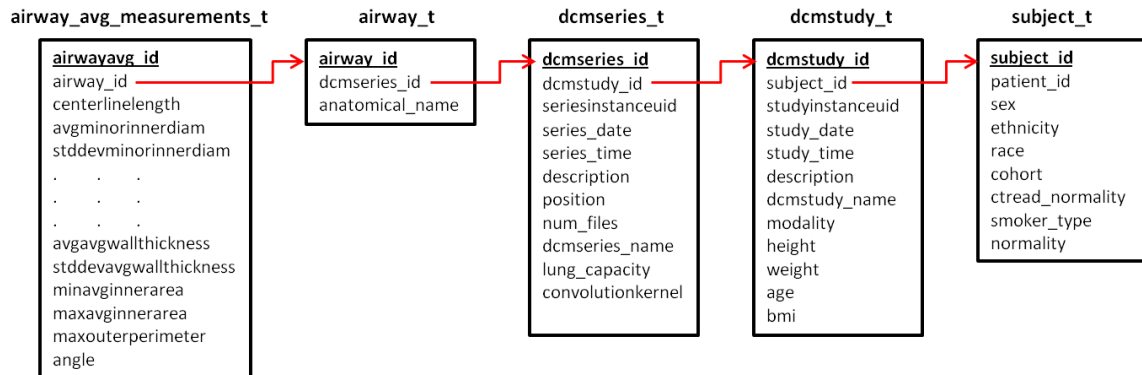 airway_avg_measurements_t
airwayavg_id
airway_id
centerlinelength
avgminorinnerdiam
stddevminorinnerdiam
. . .
. . .
. . .
avgavgwallthickness
stddevavgwallthickness
minavginnerarea
maxavginnerarea
maxouterperimeter
angle
airway_t
airway_id
dcmseries_id
anatomical_name
dcmseries_t
dcmseries_id
dcmstudy_id
seriesinstanceuid
series_date
series_time
description
position
num_files
dcmseries_name
lung_capacity
convolutionkernel
dcmstudy_t
dcmstudy_id
subject_id
studyinstanceuid
study_date
study_time
description
dcmstudy_name
modality
height
weight
age
bmi
subject_t
subject_id
patient_id
sex
ethnicity
race
cohort
ctread_normality
smoker_type
normality